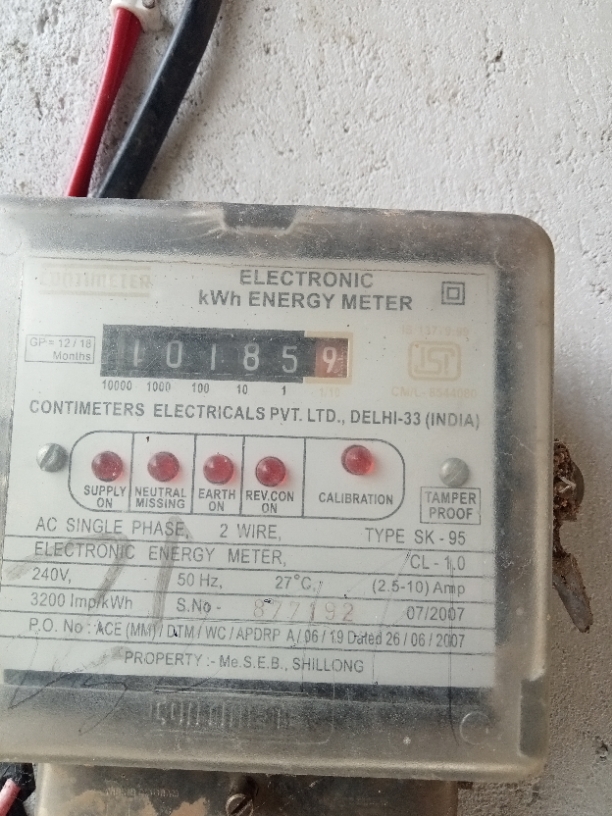 CONTIMETER
ELECTRONIC
kWh ENERGY METER
GP = 12 / 18
Months
1 0 1 8 5 9
10000 1000 100 10 1 1/10
CONTIMETERS ELECTRICALS PVT. LTD., DELHI-33 (INDIA)
SUPPLY ON NEUTRAL MISSING EARTH ON REV.CON ON CALIBRATION
TAMPER PROOF
AC SINGLE PHASE, 2 WIRE, TYPE SK - 95
ELECTRONIC ENERGY METER, CL - 1.0
240V, 50 Hz, 27°C, (2.5-10) Amp
3200 Imp/kWh S.No - 877192 07/2007
P.O. No : ACE (MM) / DTM / WC / APDRP A / 06 / 19 Dated 26 / 06 / 2007
PROPERTY :- Me.S.E.B., SHILLONG